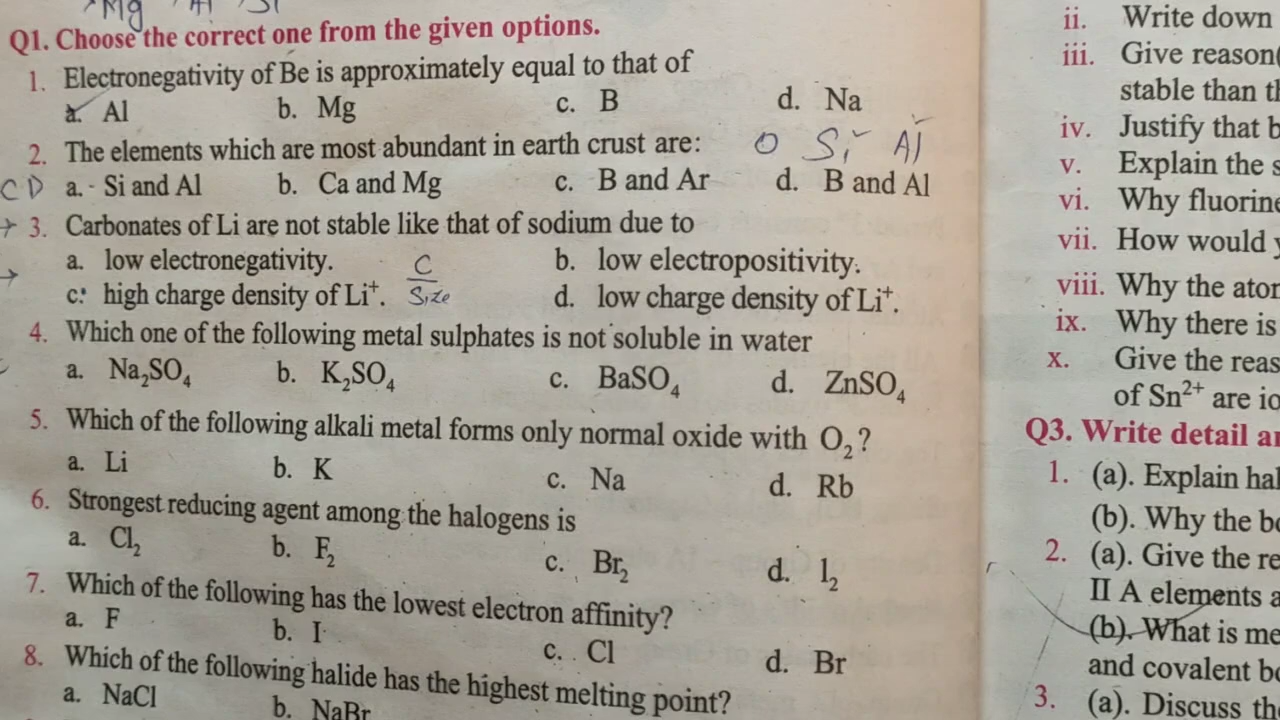 Mg Al Si
Q1. Choose the correct one from the given options.
1. Electronegativity of Be is approximately equal to that of
a. Al b. Mg c. B d. Na
2. The elements which are most abundant in earth crust are: O Si Al
CD a. Si and Al b. Ca and Mg c. B and Ar d. B and Al
→ 3. Carbonates of Li are not stable like that of sodium due to
a. low electronegativity. b. low electropositivity.
→ c. high charge density of Li⁺. C/Size d. low charge density of Li⁺.
4. Which one of the following metal sulphates is not soluble in water
a. Na₂SO₄ b. K₂SO₄ c. BaSO₄ d. ZnSO₄
5. Which of the following alkali metal forms only normal oxide with O₂?
a. Li b. K c. Na d. Rb
6. Strongest reducing agent among the halogens is
a. Cl₂ b. F₂ c. Br₂ d. l₂
7. Which of the following has the lowest electron affinity?
a. F b. I c. Cl d. Br
8. Which of the following halide has the highest melting point?
a. NaCl b. NaBr
ii. Write down
iii. Give reason(
stable than
iv. Justify that
v. Explain the
vi. Why fluorine
vii. How would
viii. Why the
ix. Why there is
x. Give the
of Sn²⁺ are
Q3. Write detail
1. (a). Explain
(b). Why the
2. (a). Give the
II A elements
(b). What is
and covalent
3. (a). Discuss